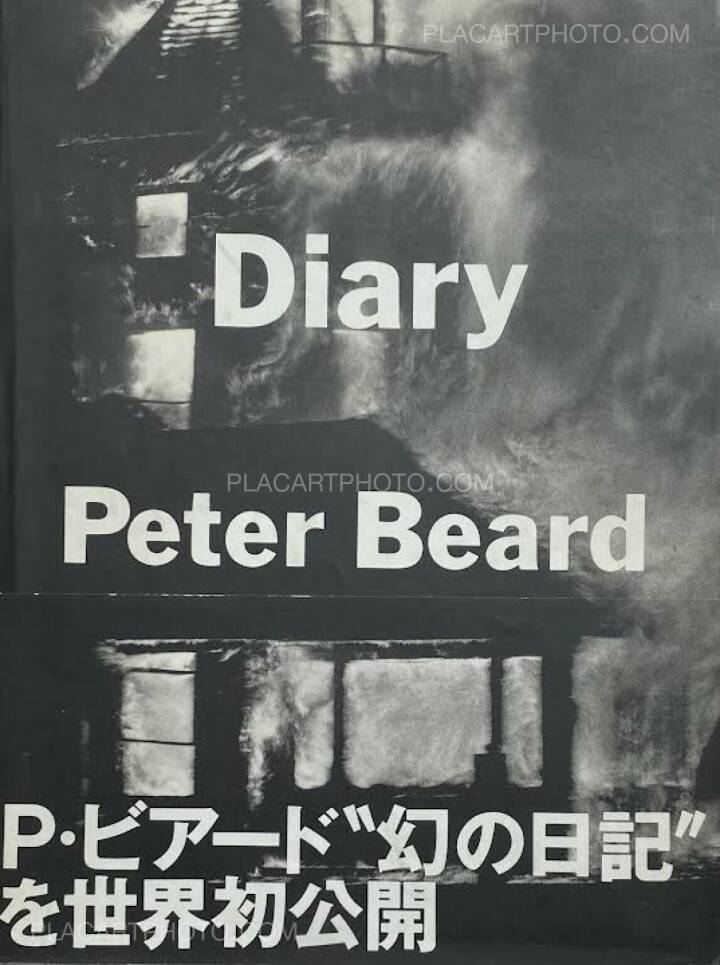 PLACARTPHOTO.COM
Diary
PLACARTPHOTO.COM
Peter Beard
P・ビアード〝幻の日記〟
を世界初公開
PLACARTPHOTO.COM